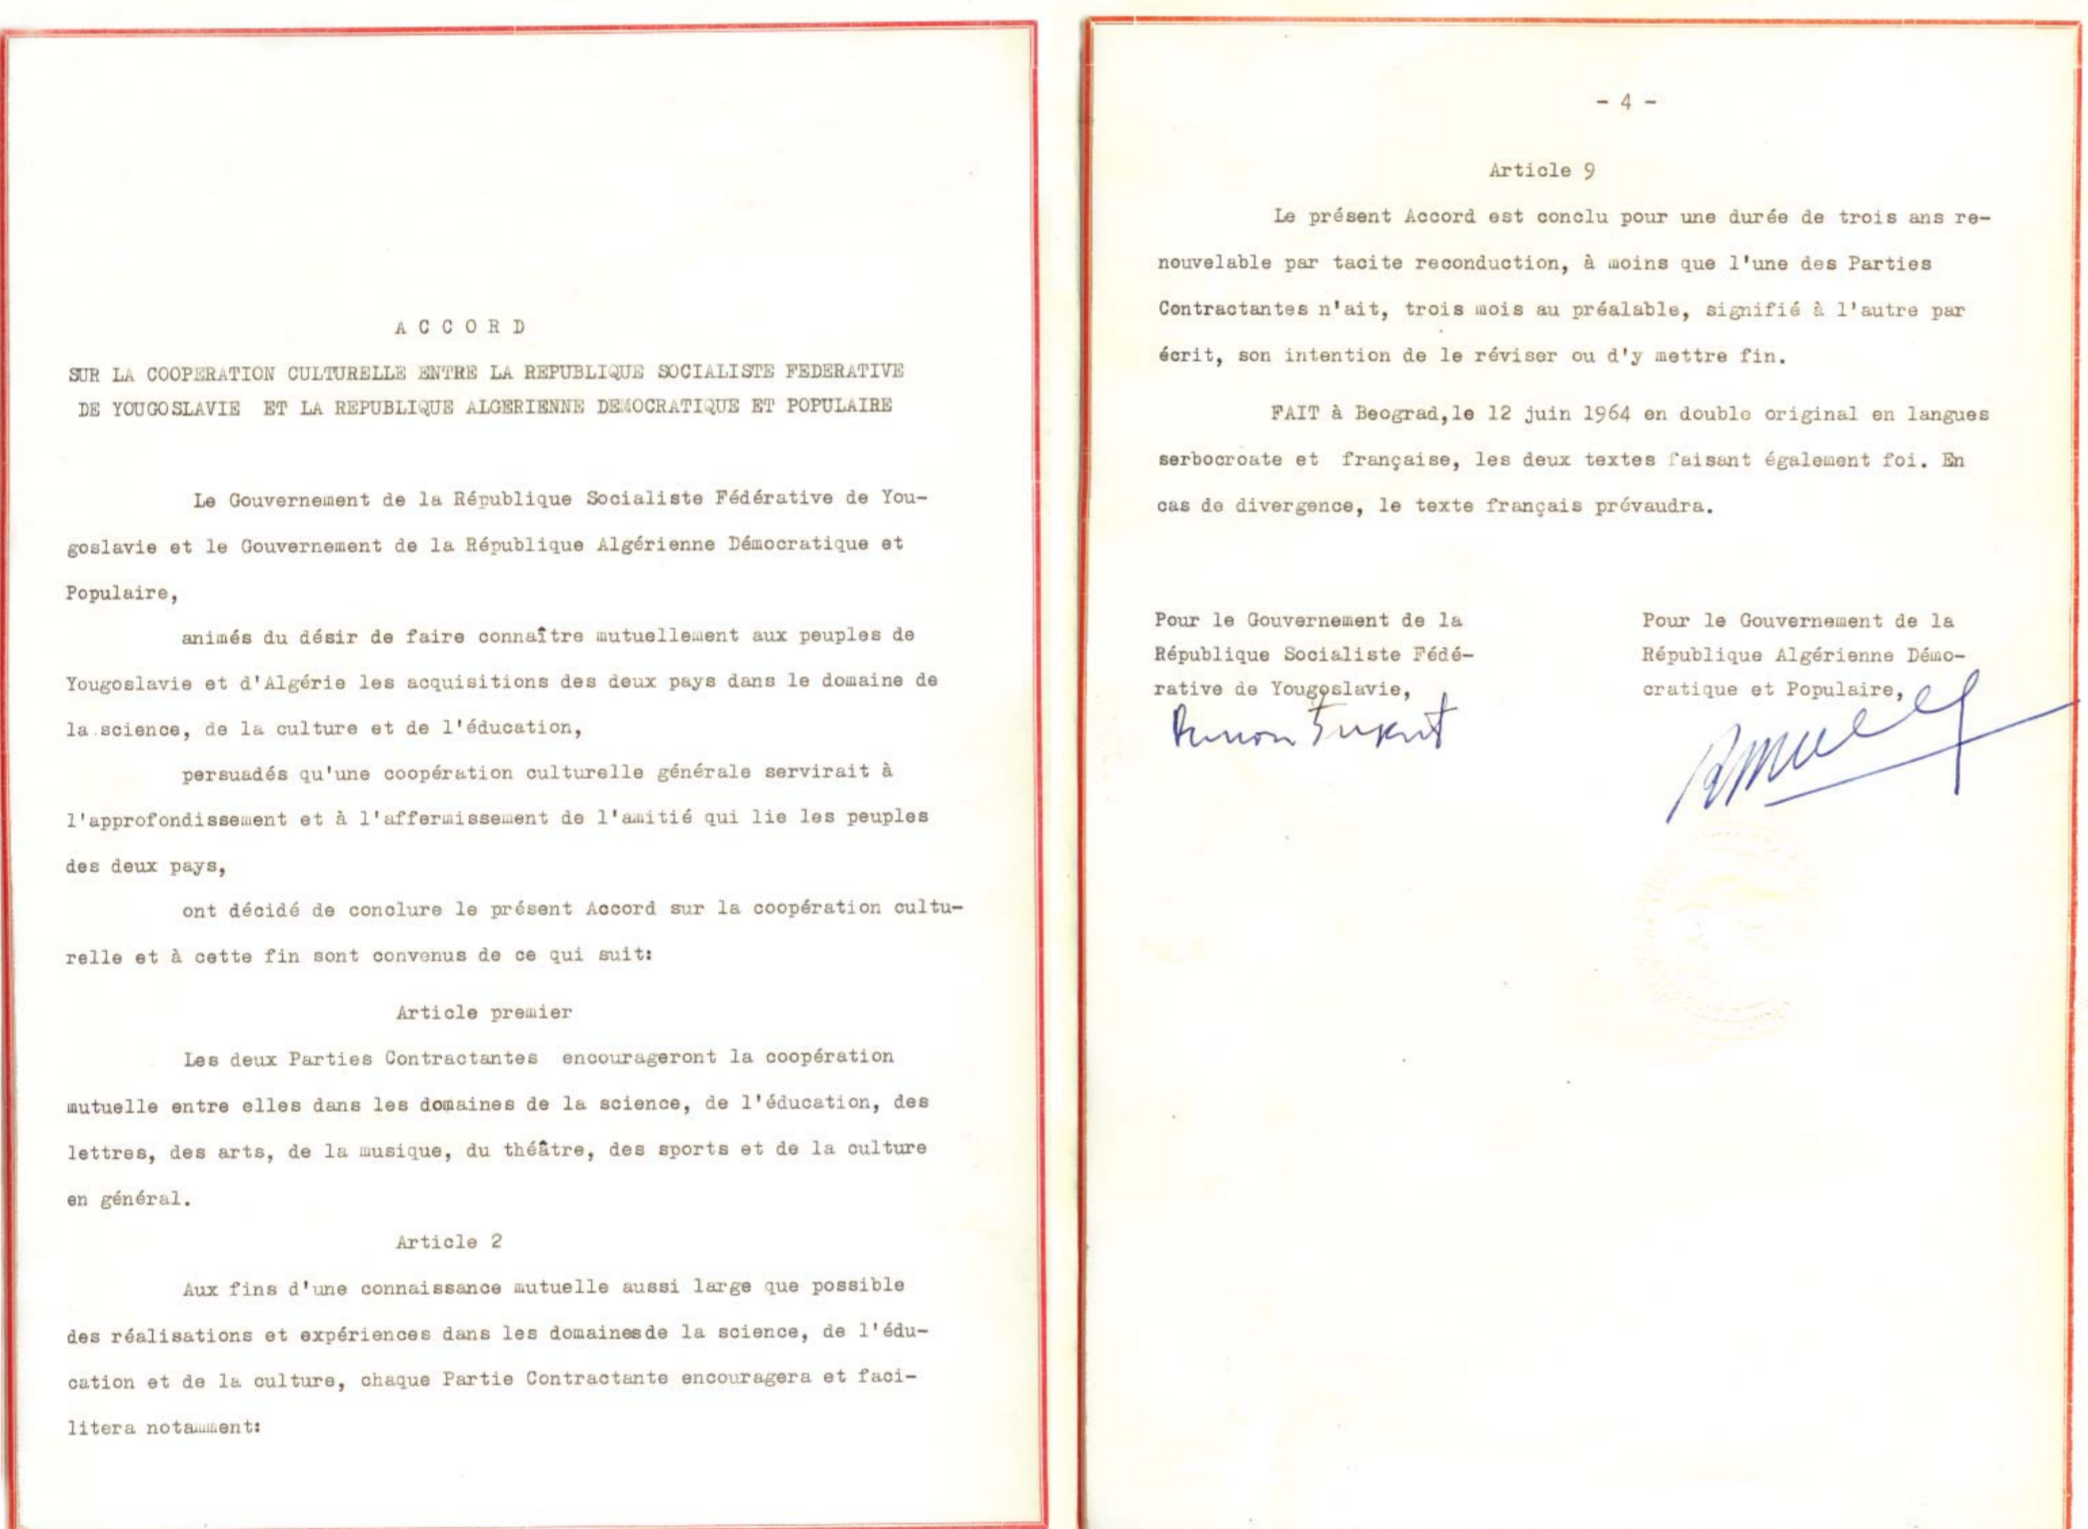 A C C O R D
SUR LA COOPERATION CULTURELLE ENTRE LA REPUBLIQUE SOCIALISTE FEDERATIVE
DE YOUGOSLAVIE ET LA REPUBLIQUE ALGERIENNE DEMOCRATIQUE ET POPULAIRE
Le Gouvernement de la République Socialiste Fédérative de You-
goslavie et le Gouvernement de la République Algérienne Démocratique et
Populaire,
animés du désir de faire connaître mutuellement aux peuples de
Yougoslavie et d'Algérie les acquisitions des deux pays dans le domaine de
la science, de la culture et de l'éducation,
persuadés qu'une coopération culturelle générale servirait à
l'approfondissement et à l'affermissement de l'amitié qui lie les peuples
des deux pays,
ont décidé de conclure le présent Accord sur la coopération cultu-
relle et à cette fin sont convenus de ce qui suit:
Article premier
Les deux Parties Contractantes encourageront la coopération
mutuelle entre elles dans les domaines de la science, de l'éducation, des
lettres, des arts, de la musique, du théâtre, des sports et de la culture
en général.
Article 2
Aux fins d'une connaissance mutuelle aussi large que possible
des réalisations et expériences dans les domainesde la science, de l'édu-
cation et de la culture, chaque Partie Contractante encouragera et faci-
litera notamment:
- 4 -
Article 9
Le présent Accord est conclu pour une durée de trois ans re-
nouvelable par tacite reconduction, à moins que l'une des Parties
Contractantes n'ait, trois mois au préalable, signifié à l'autre par
écrit, son intention de le réviser ou d'y mettre fin.
FAIT à Beograd,le 12 juin 1964 en double original en langues
serbocroate et française, les deux textes faisant également foi. En
cas de divergence, le texte français prévaudra.
Pour le Gouvernement de la
République Socialiste Fédé-
rative de Yougoslavie,
Pour le Gouvernement de la
République Algérienne Démo-
cratique et Populaire,